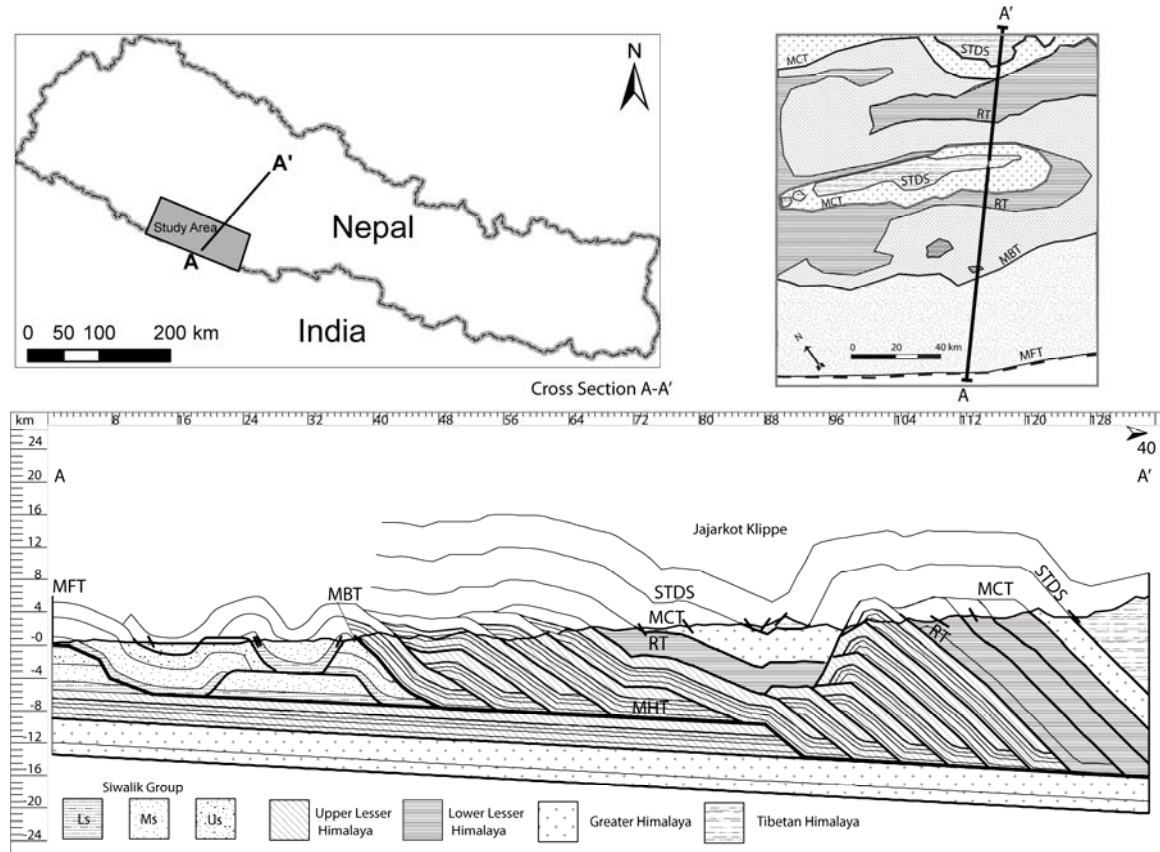 N
A'
Study Area
A
Nepal
India
0 50 100 200 km
A'
STDS
MCT
RT
STDS
MCT
RT
MBT
N
0 20 40 km
MFT
A
Cross Section A-A'
km 8 16 24 32 40 48 56 64 72 80 88 96 104 112 120 128
40
24
20
16
12
8
4
-0
-4
-8
-12
-16
-20
-24
A
A'
Jajarkot Klippe
MFT
MBT
STDS
MCT
RT
MHT
RT
MCT
STDS
Siwalik Group
Ls
Ms
Us
Upper Lesser
Himalaya
Lower Lesser
Himalaya
Greater Himalaya
Tibetan Himalaya